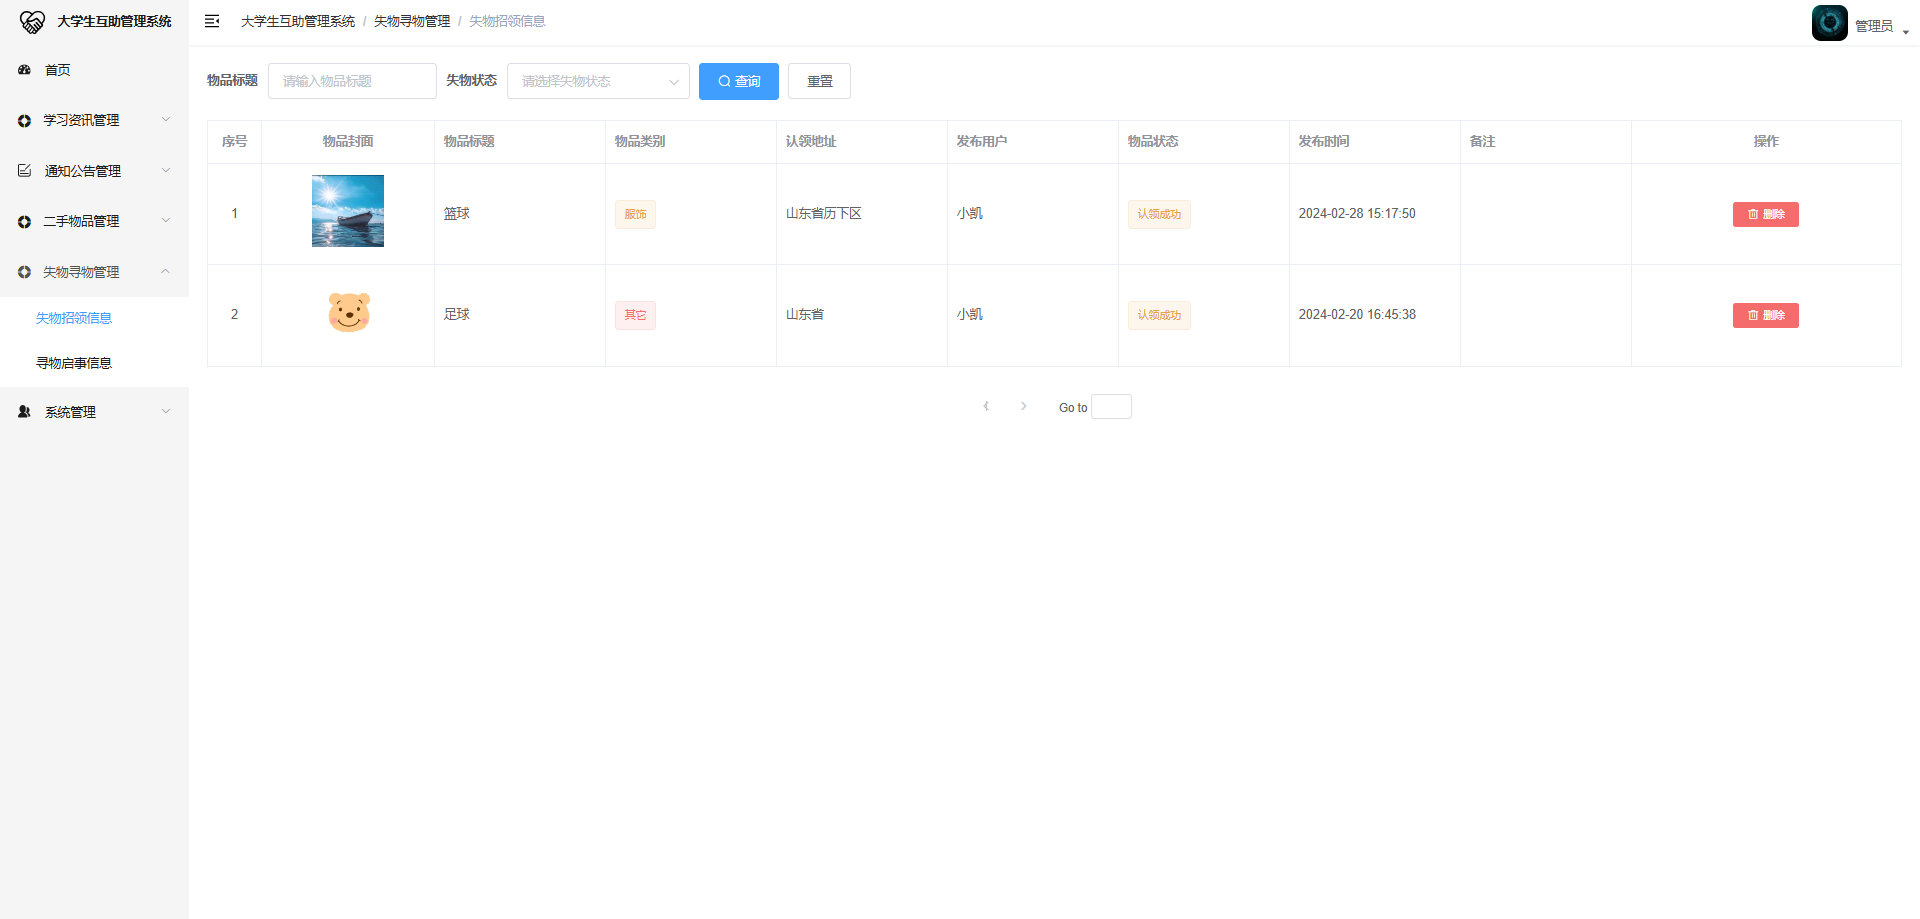 大学生互助管理系统
大学生互助管理系统 / 失物寻物管理 / 失物招领信息
管理员
首页
学习资讯管理
通知公告管理
二手物品管理
失物寻物管理
失物招领信息
寻物启事信息
系统管理
物品标题 请输入物品标题 失物状态 请选择失物状态 查询 重置
序号 物品封面 物品标题 物品类别 认领地址 发布用户 物品状态 发布时间 备注 操作
1 篮球 服饰 山东省历下区 小凯 认领成功 2024-02-28 15:17:50 删除
2 足球 其它 山东省 小凯 认领成功 2024-02-20 16:45:38 删除
Go to